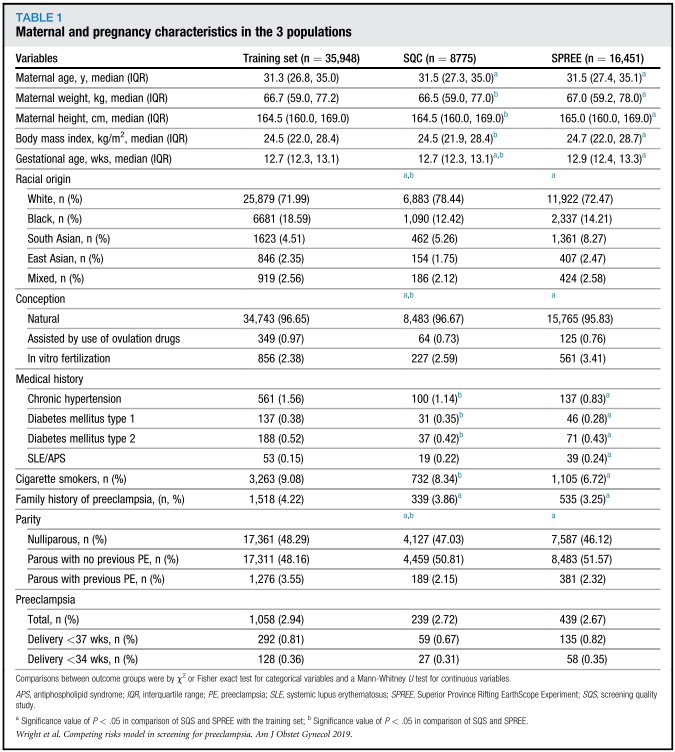 TABLE 1
Maternal and pregnancy characteristics in the 3 populations
Variables Training set (n = 35,948) SQC (n = 8775) SPREE (n = 16,451)
Maternal age, y, median (IQR) 31.3 (26.8, 35.0) 31.5 (27.3, 35.0)a 31.5 (27.4, 35.1)a
Maternal weight, kg, median (IQR) 66.7 (59.0, 77.2) 66.5 (59.0, 77.0)b 67.0 (59.2, 78.0)a
Maternal height, cm, median (IQR) 164.5 (160.0, 169.0) 164.5 (160.0, 169.0)b 165.0 (160.0, 169.0)a
Body mass index, kg/m2, median (IQR) 24.5 (22.0, 28.4) 24.5 (21.9, 28.4)b 24.7 (22.0, 28.7)a
Gestational age, wks, median (IQR) 12.7 (12.3, 13.1) 12.7 (12.3, 13.1)a,b 12.9 (12.4, 13.3)a
Racial origin a,b a
White, n (%) 25,879 (71.99) 6,883 (78.44) 11,922 (72.47)
Black, n (%) 6681 (18.59) 1,090 (12.42) 2,337 (14.21)
South Asian, n (%) 1623 (4.51) 462 (5.26) 1,361 (8.27)
East Asian, n (%) 846 (2.35) 154 (1.75) 407 (2.47)
Mixed, n (%) 919 (2.56) 186 (2.12) 424 (2.58)
Conception a,b a
Natural 34,743 (96.65) 8,483 (96.67) 15,765 (95.83)
Assisted by use of ovulation drugs 349 (0.97) 64 (0.73) 125 (0.76)
In vitro fertilization 856 (2.38) 227 (2.59) 561 (3.41)
Medical history
Chronic hypertension 561 (1.56) 100 (1.14)b 137 (0.83)a
Diabetes mellitus type 1 137 (0.38) 31 (0.35)b 46 (0.28)a
Diabetes mellitus type 2 188 (0.52) 37 (0.42)b 71 (0.43)a
SLE/APS 53 (0.15) 19 (0.22) 39 (0.24)a
Cigarette smokers, n (%) 3,263 (9.08) 732 (8.34)b 1,105 (6.72)a
Family history of preeclampsia, (n, %) 1,518 (4.22) 339 (3.86)a 535 (3.25)a
Parity a,b a
Nulliparous, n (%) 17,361 (48.29) 4,127 (47.03) 7,587 (46.12)
Parous with no previous PE, n (%) 17,311 (48.16) 4,459 (50.81) 8,483 (51.57)
Parous with previous PE, n (%) 1,276 (3.55) 189 (2.15) 381 (2.32)
Preeclampsia
Total, n (%) 1,058 (2.94) 239 (2.72) 439 (2.67)
Delivery <37 wks, n (%) 292 (0.81) 59 (0.67) 135 (0.82)
Delivery <34 wks, n (%) 128 (0.36) 27 (0.31) 58 (0.35)
Comparisons between outcome groups were by χ2 or Fisher exact test for categorical variables and a Mann-Whitney U test for continuous variables.
APS, antiphospholipid syndrome; IQR, interquartile range; PE, preeclampsia; SLE, systemic lupus erythematosus; SPREE, Superior Province Rifting EarthScope Experiment; SQS, screening quality
study.
a Significance value of P < .05 in comparison of SQS and SPREE with the training set; b Significance value of P < .05 in comparison of SQS and SPREE.
Wright et al. Competing risks model in screening for preeclampsia. Am J Obstet Gynecol 2019.